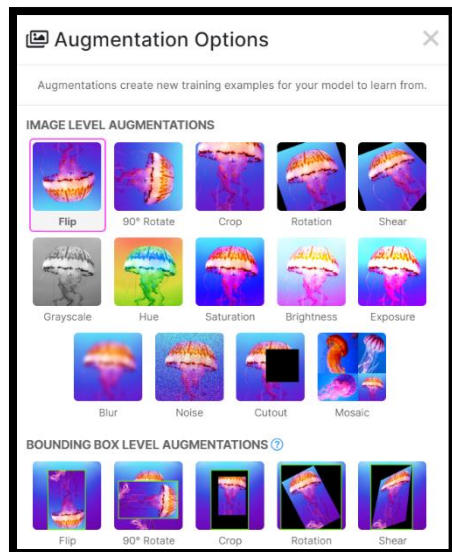 Augmentation Options
Augmentations create new training examples for your model to learn from.
IMAGE LEVEL AUGMENTATIONS
Flip 90° Rotate Crop Rotation Shear
Grayscale Hue Saturation Brightness Exposure
Blur Noise Cutout Mosaic
BOUNDING BOX LEVEL AUGMENTATIONS ?
Flip 90° Rotate Crop Rotation Shear